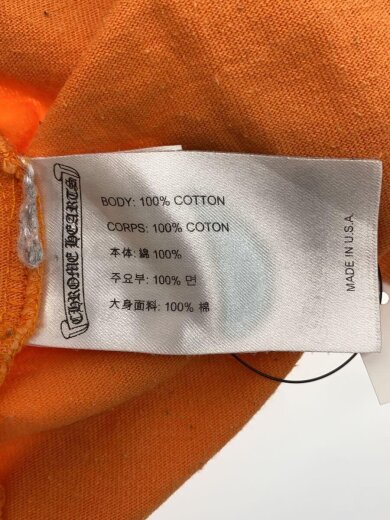 CHROME HEARTS
BODY: 100% COTTON
CORPS: 100% COTON
本体: 綿 100%
주요부: 100% 면
大身面料: 100% 棉
MADE IN U.S.A.